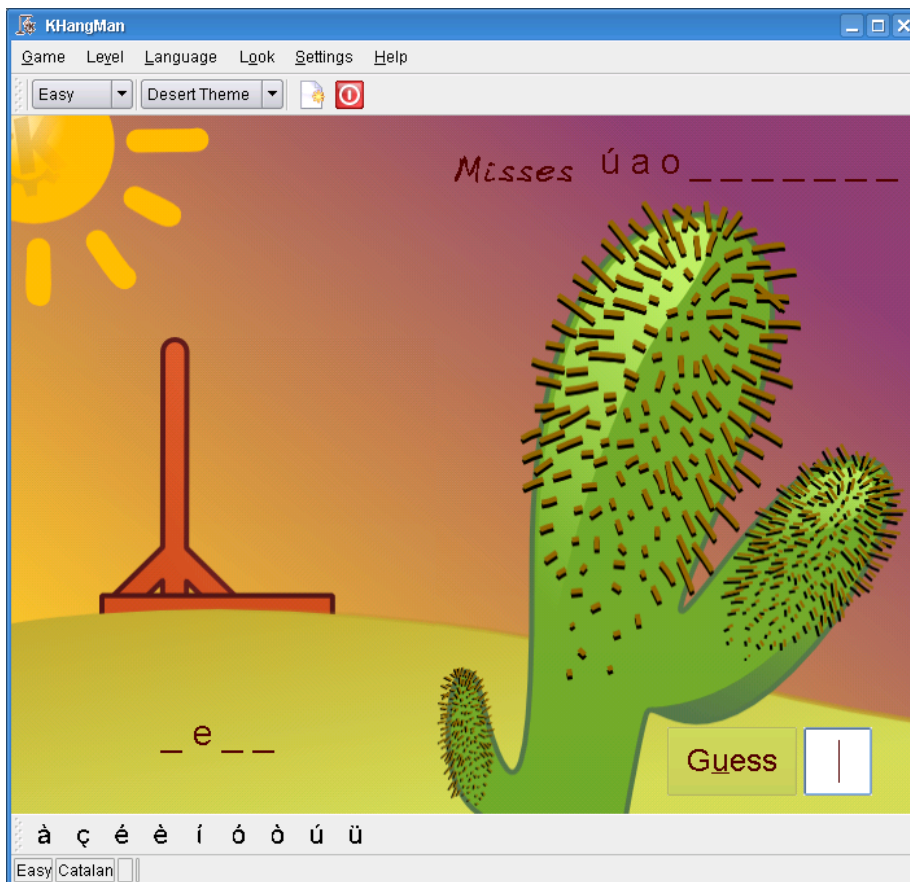 KHangMan
Game Level Language Look Settings Help
Easy Desert Theme
K
Misses ú a o _ _ _ _ _ _ _
_ e _ _
Guess
à ç é è í ó ò ú ü
Easy Catalan